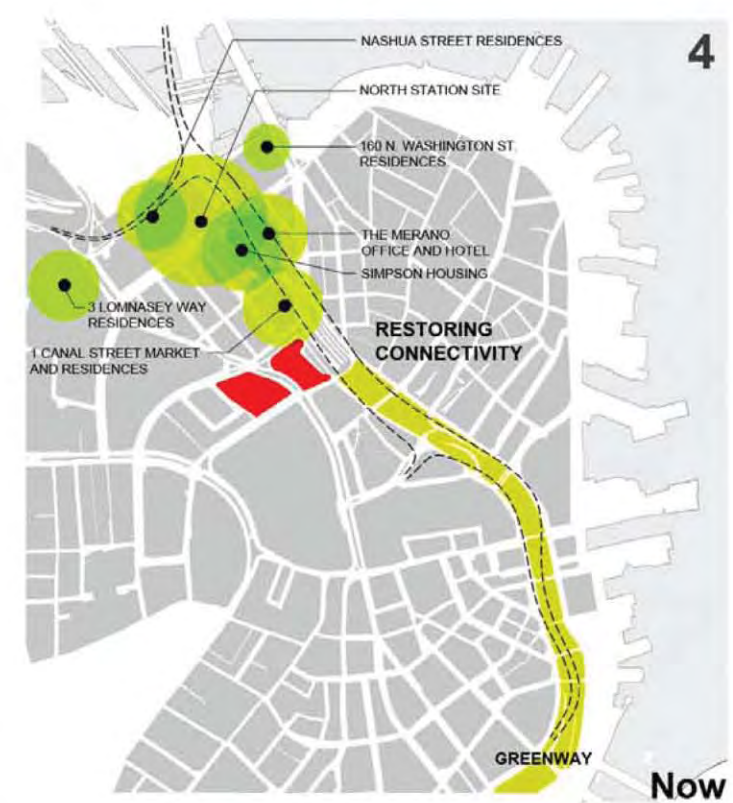 NASHUA STREET RESIDENCES
4
NORTH STATION SITE
160 N. WASHINGTON ST.
RESIDENCES
THE MERANO
OFFICE AND HOTEL
SIMPSON HOUSING
3 LOMNASEY WAY
RESIDENCES
1 CANAL STREET MARKET
AND RESIDENCES
RESTORING
CONNECTIVITY
GREENWAY
Now